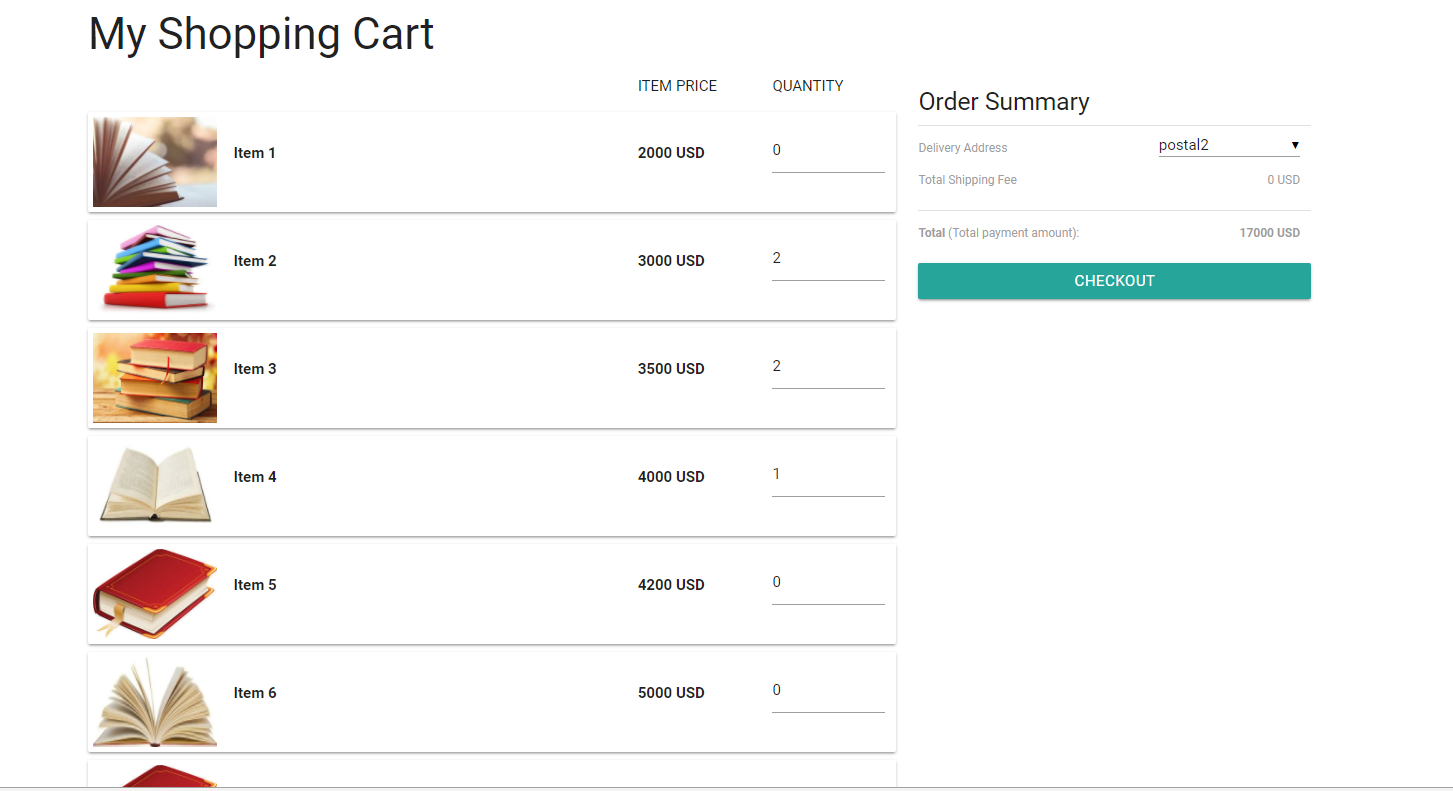 My Shopping Cart
ITEM PRICE QUANTITY
Item 1 2000 USD 0
Item 2 3000 USD 2
Item 3 3500 USD 2
Item 4 4000 USD 1
Item 5 4200 USD 0
Item 6 5000 USD 0
Order Summary
Delivery Address postal2
Total Shipping Fee 0 USD
Total (Total payment amount): 17000 USD
CHECKOUT